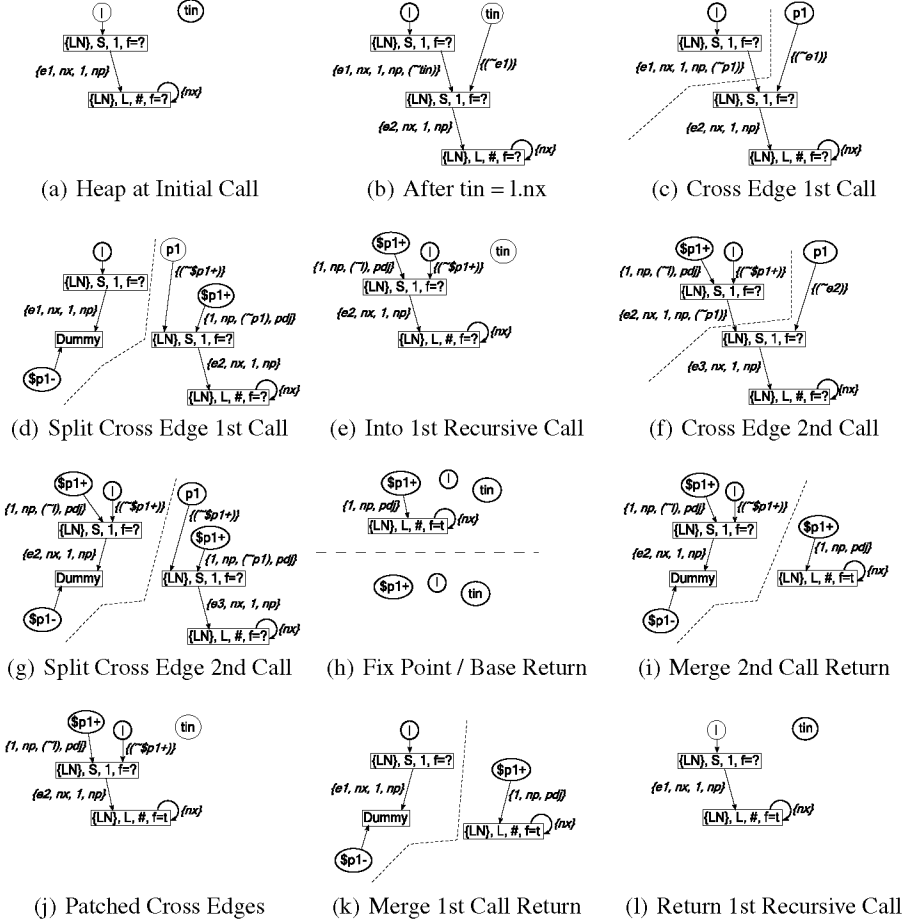 l tin
{LN}, S, 1, f=?
{e1, nx, 1, np}
{LN}, L, #, f=? {nx}
(a) Heap at Initial Call
l tin
{LN}, S, 1, f=?
{e1, nx, 1, np, (~tin)} {(~e1)}
{LN}, S, 1, f=?
{e2, nx, 1, np}
{LN}, L, #, f=? {nx}
(b) After tin = l.nx
l p1
{LN}, S, 1, f=?
{e1, nx, 1, np, (~p1)} {(~e1)}
{LN}, S, 1, f=?
{e2, nx, 1, np}
{LN}, L, #, f=? {nx}
(c) Cross Edge 1st Call
l p1
{LN}, S, 1, f=? {(~$p1+)}
$p1+
{e1, nx, 1, np} {1, np, (~p1), pdj}
Dummy {LN}, S, 1, f=?
{e2, nx, 1, np}
$p1-
{LN}, L, #, f=? {nx}
(d) Split Cross Edge 1st Call
$p1+ l tin
{1, np, (~l), pdj} {(~$p1+)}
{LN}, S, 1, f=?
{e2, nx, 1, np}
{LN}, L, #, f=? {nx}
(e) Into 1st Recursive Call
$p1+ l p1
{1, np, (~l), pdj} {(~$p1+)}
{LN}, S, 1, f=? {(~e2)}
{e2, nx, 1, np, (~p1)}
{LN}, S, 1, f=?
{e3, nx, 1, np}
{LN}, L, #, f=? {nx}
(f) Cross Edge 2nd Call
$p1+ l p1
{1, np, (~l), pdj} {(~$p1+)} {(~$p1+)}
{LN}, S, 1, f=? $p1+
{e2, nx, 1, np} {1, np, (~p1), pdj}
Dummy {LN}, S, 1, f=?
{e3, nx, 1, np}
$p1-
{LN}, L, #, f=? {nx}
(g) Split Cross Edge 2nd Call
$p1+ l tin
{1, np, pdj}
{LN}, L, #, f=t {nx}
$p1+ l tin
(h) Fix Point / Base Return
$p1+ l
{1, np, (~l), pdj} {(~$p1+)}
{LN}, S, 1, f=? $p1+
{e2, nx, 1, np} {1, np, pdj}
Dummy {LN}, L, #, f=t {nx}
$p1-
(i) Merge 2nd Call Return
$p1+ l tin
{1, np, (~l), pdj} {(~$p1+)}
{LN}, S, 1, f=?
{e2, nx, 1, np}
{LN}, L, #, f=t {nx}
(j) Patched Cross Edges
l
{LN}, S, 1, f=? $p1+
{e1, nx, 1, np} {1, np, pdj}
Dummy {LN}, L, #, f=t {nx}
$p1-
(k) Merge 1st Call Return
l tin
{LN}, S, 1, f=?
{e1, nx, 1, np}
{LN}, L, #, f=t {nx}
(l) Return 1st Recursive Call